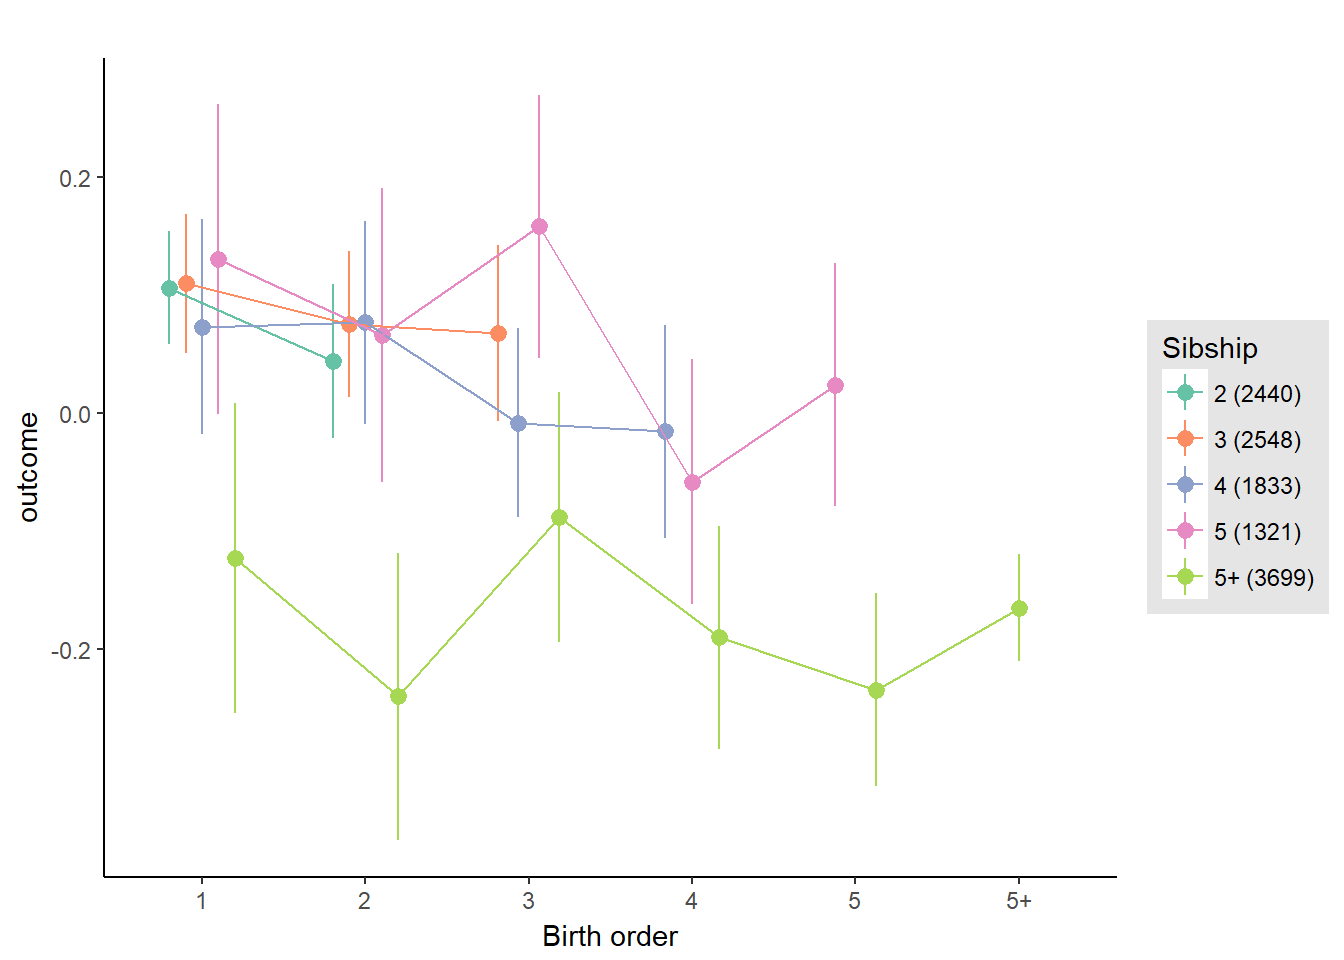 0.2
0.0
-0.2
outcome
1 2 3 4 5 5+
Birth order
Sibship
2 (2440)
3 (2548)
4 (1833)
5 (1321)
5+ (3699)